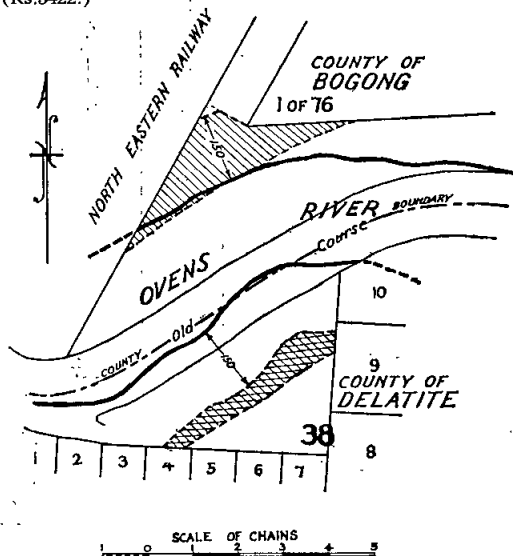 (Rs.5422.)
NORTH EASTERN RAILWAY
COUNTY OF
BOGONG
1 OF 76
150
OVENS RIVER
COUNTY Old Course BOUNDARY
150
10
9
COUNTY OF
DELATITE
38
8
1 2 3 4 5 6 7
SCALE OF CHAINS
1 0 1 2 3 4 5